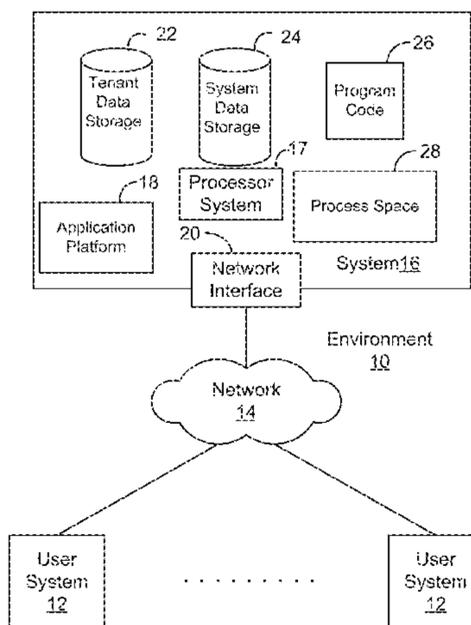 22
24
26
Tenant
Data
Storage
System
Data
Storage
Program
Code
17
28
18
Processor
System
Process Space
Application
Platform
20
System16
Network
Interface
Environment
10
Network
14
User
System
12
. . . . . . . . .
User
System
12